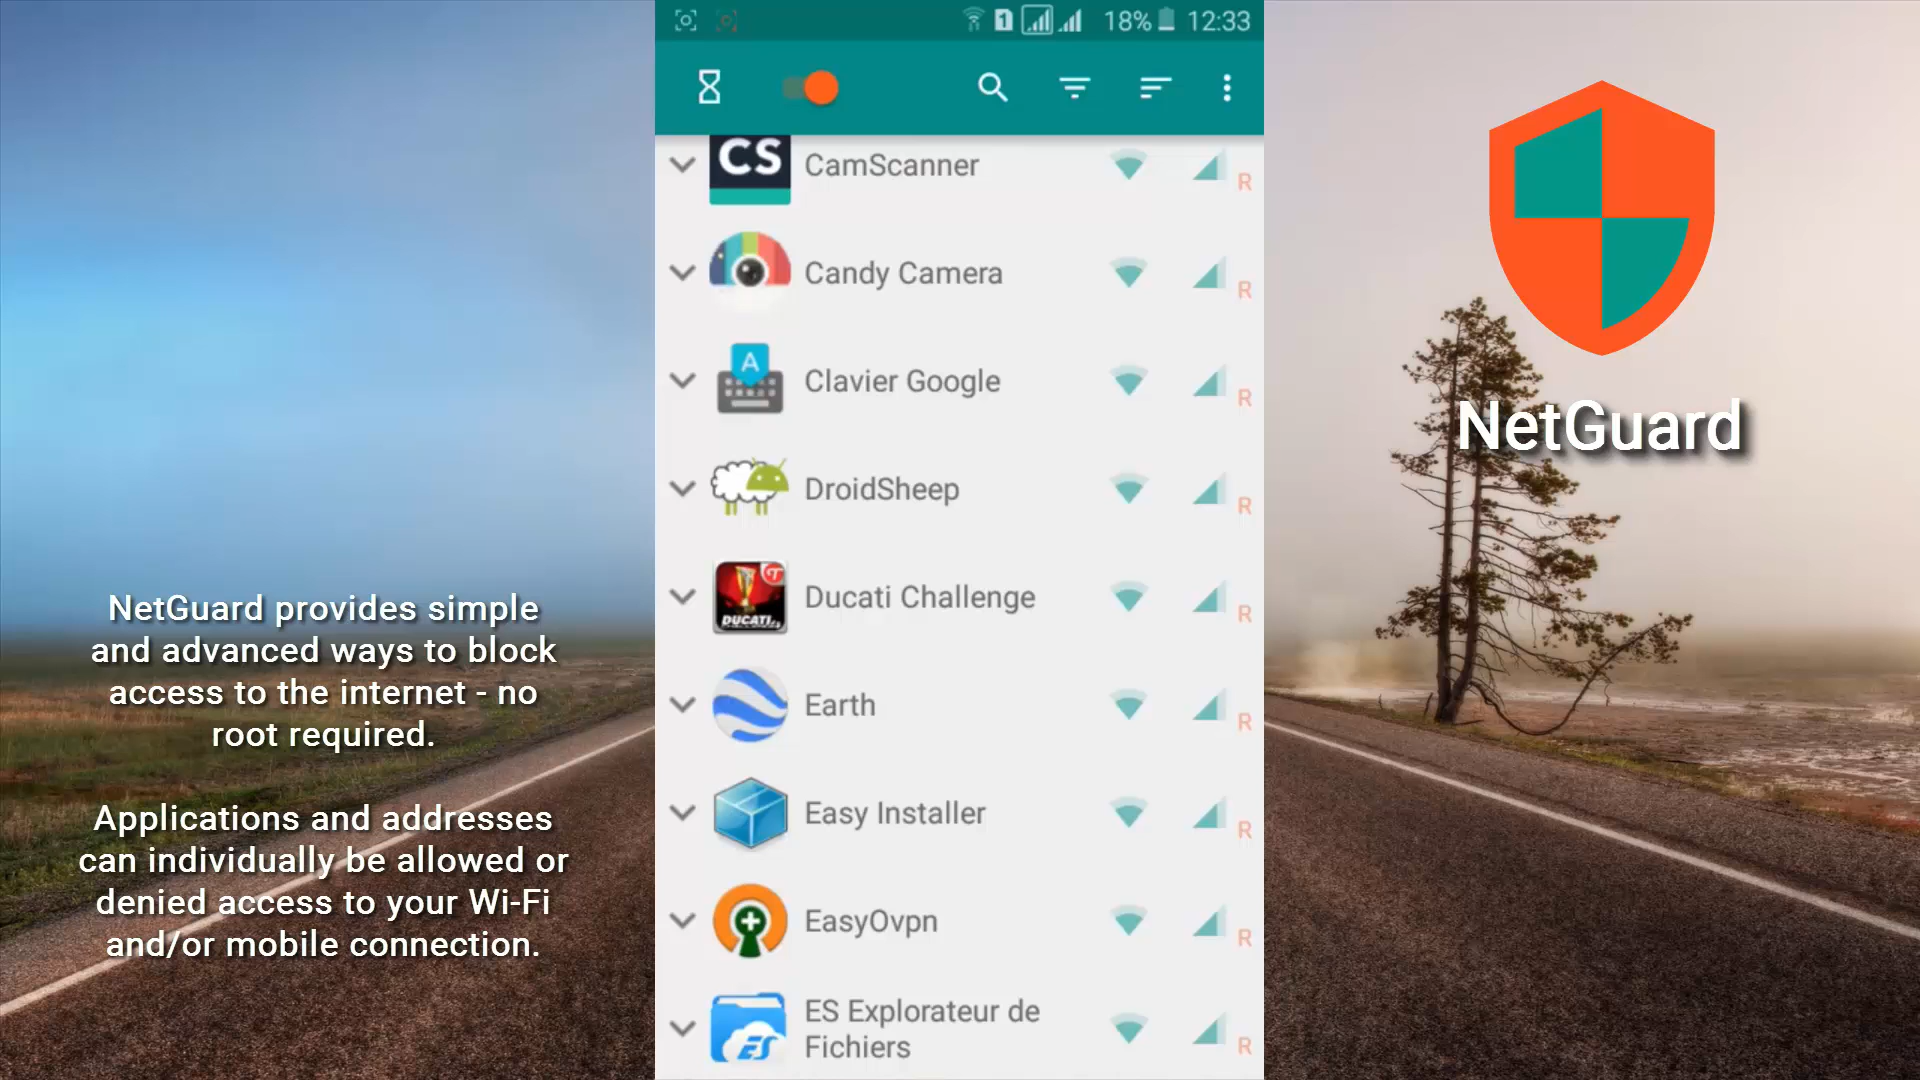 NetGuard provides simple
and advanced ways to block
access to the internet - no
root required.
Applications and addresses
can individually be allowed or
denied access to your Wi-Fi
and/or mobile connection.
1 18% 12:33
CS CamScanner R
Candy Camera R
A Clavier Google R
DroidSheep R
DUCATI Ducati Challenge R
Earth R
Easy Installer R
EasyOvpn R
ES ES Explorateur de
Fichiers R
NetGuard